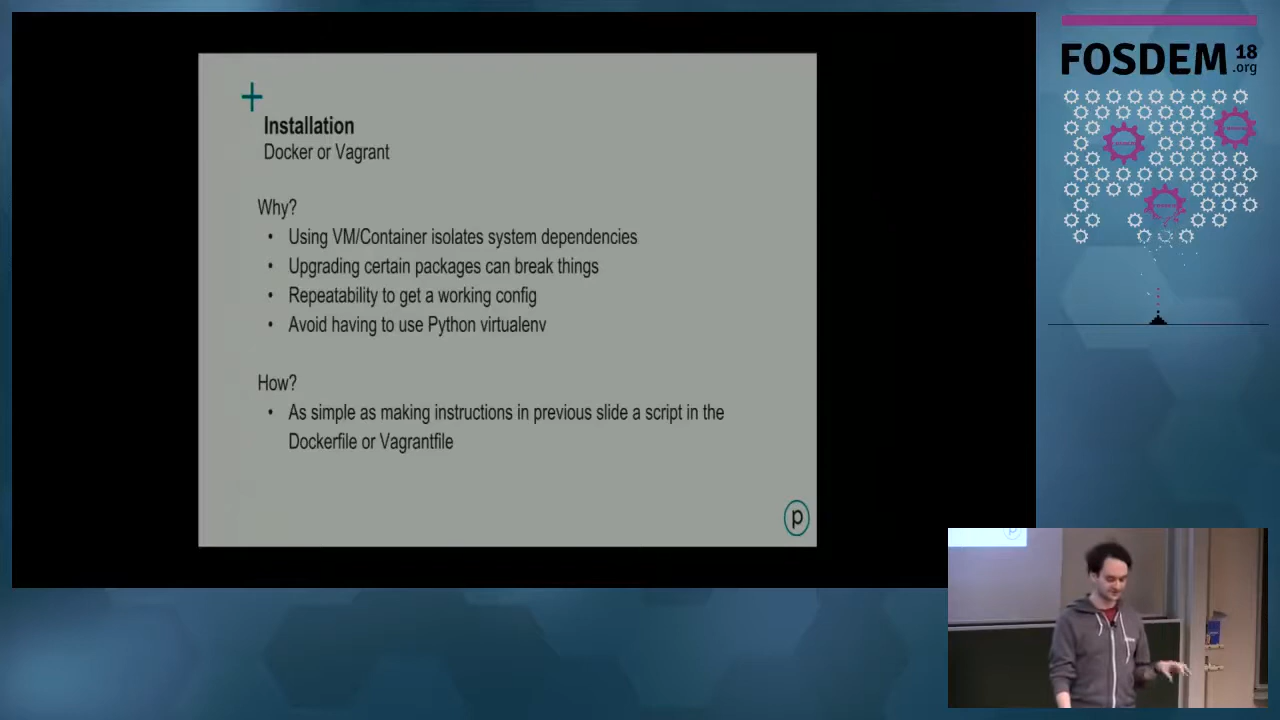 Installation
Docker or Vagrant
Why?
• Using VM/Container isolates system dependencies
• Upgrading certain packages can break things
• Repeatability to get a working config
• Avoid having to use Python virtualenv
How?
• As simple as making instructions in previous slide a script in the
Dockerfile or Vagrantfile
p
FOSDEM 18
.org